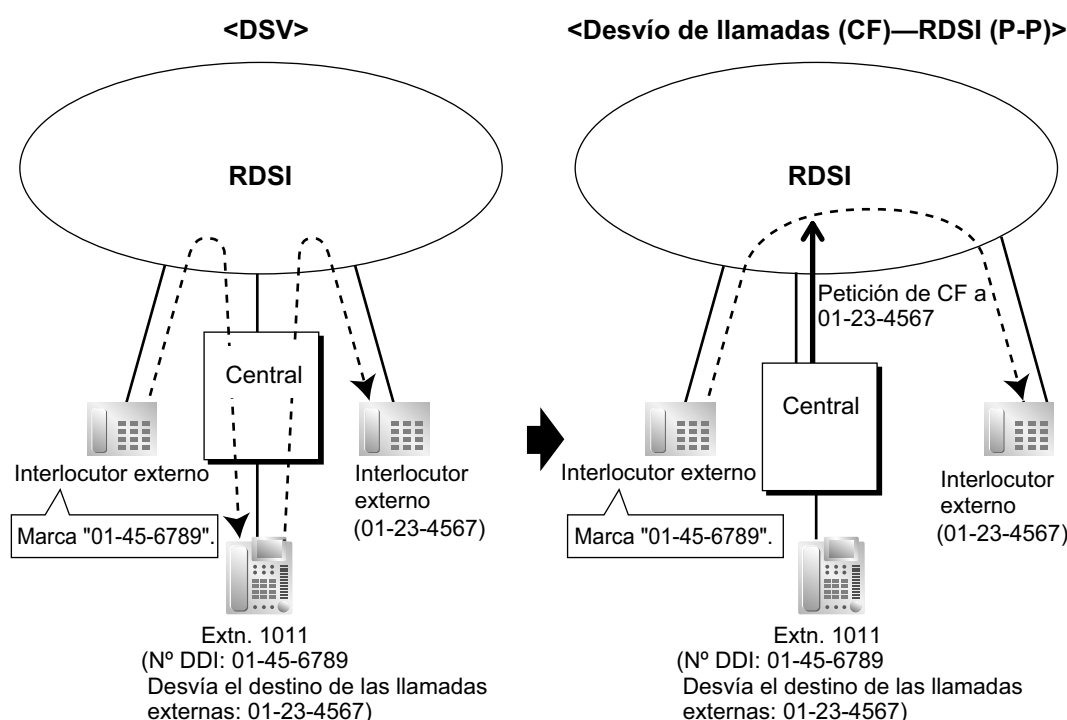 <DSV>
RDSI
Central
Interlocutor externo
Marca "01-45-6789".
Interlocutor
externo
(01-23-4567)
Extn. 1011
(Nº DDI: 01-45-6789
Desvía el destino de las llamadas
externas: 01-23-4567)
<Desvío de llamadas (CF)—RDSI (P-P)>
RDSI
Petición de CF a
01-23-4567
Central
Interlocutor externo
Marca "01-45-6789".
Interlocutor
externo
(01-23-4567)
Extn. 1011
(Nº DDI: 01-45-6789
Desvía el destino de las llamadas
externas: 01-23-4567)